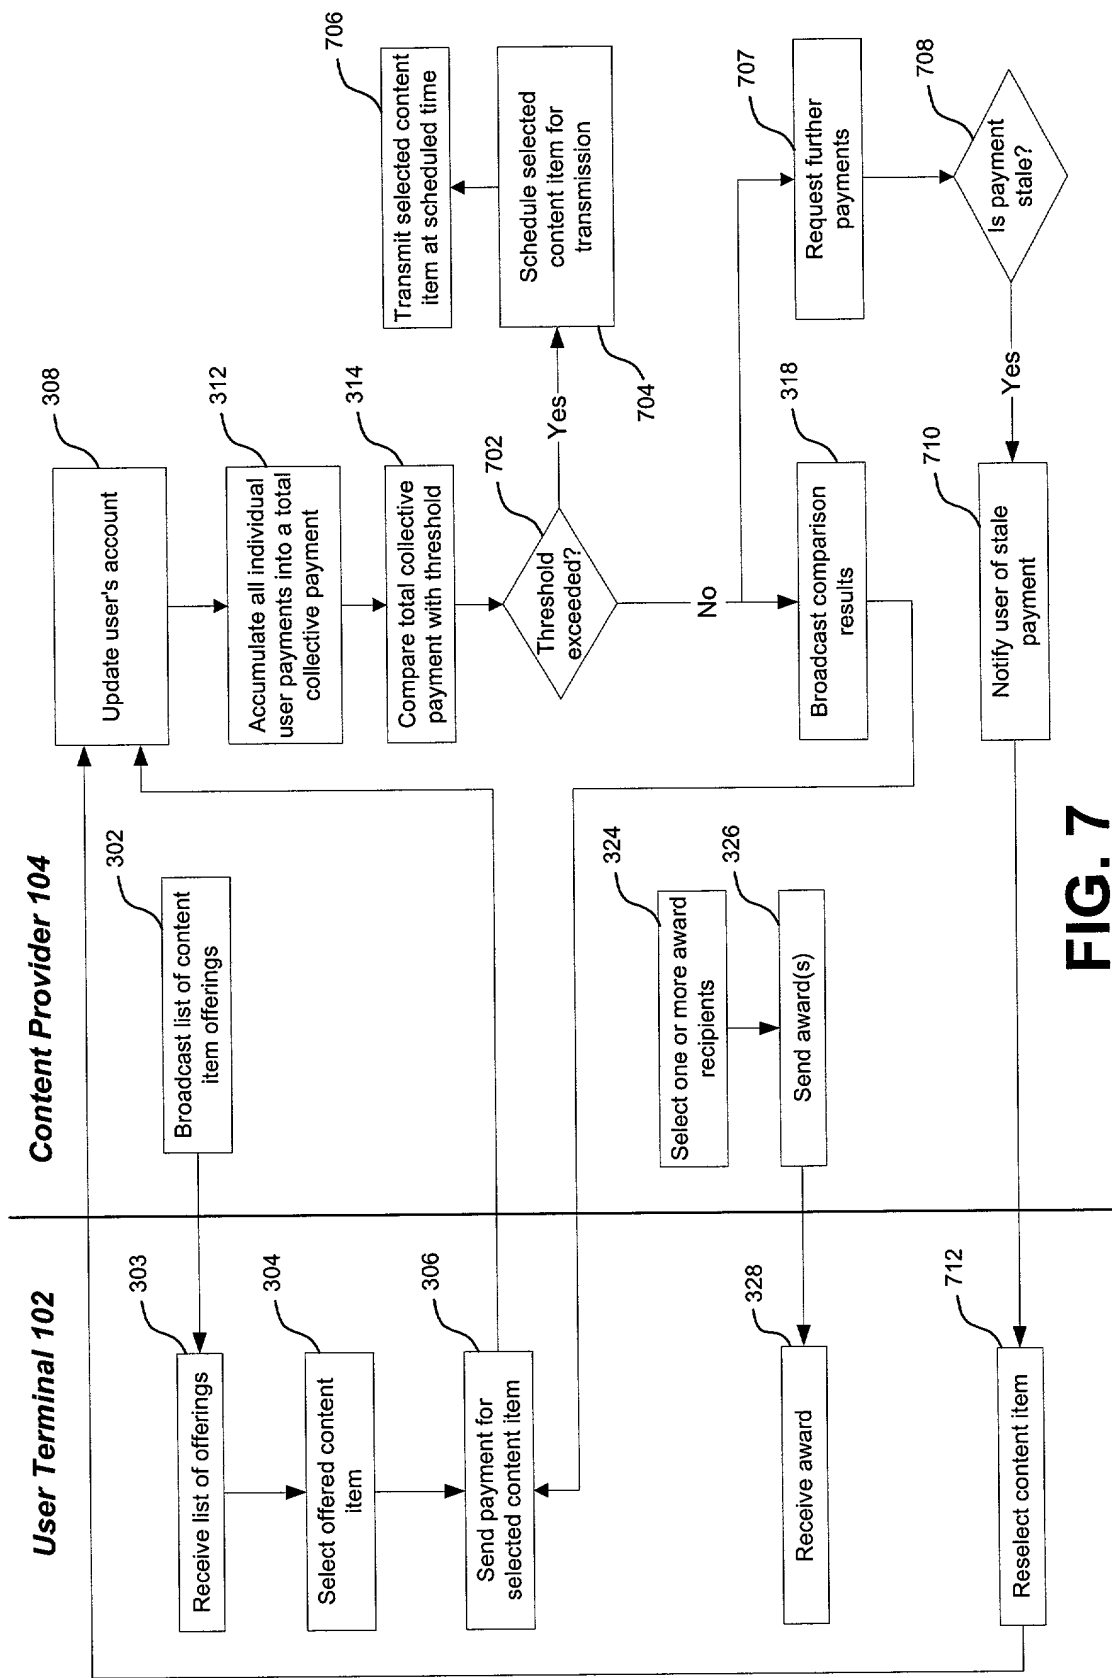 User Terminal 102
Content Provider 104
303
Receive list of offerings
304
Select offered content
item
306
Send payment for
selected content item
328
Receive award
712
Reselect content item
302
Broadcast list of content
item offerings
324
Select one or more award
recipients
326
Send award(s)
308
Update user's account
312
Accumulate all individual
user payments into a total
collective payment
314
Compare total collective
payment with threshold
702
Threshold
exceeded?
Yes
No
704
Schedule selected
content item for
transmission
706
Transmit selected content
item at scheduled time
318
Broadcast comparison
results
707
Request further
payments
708
Is payment
stale?
Yes
710
Notify user of stale
payment
FIG. 7